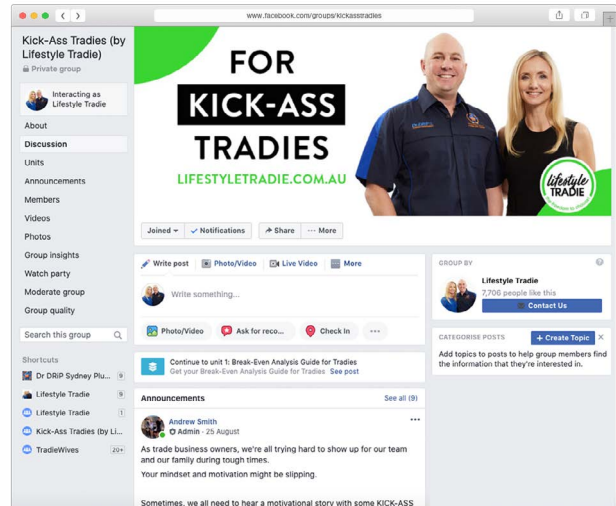 www.facebook.com/groups/kickasstradies
Kick-Ass Tradies (by
Lifestyle Tradie)
Private group
Interacting as
Lifestyle Tradie
About
Discussion
Units
Announcements
Members
Videos
Photos
Group insights
Watch party
Moderate group
Group quality
Search this group
Shortcuts
Dr DRiP Sydney Plu... 9
Lifestyle Tradie 9
Lifestyle Tradie 1
Kick-Ass Tradies (by Li...
TradieWives 20+
FOR
KICK-ASS
TRADIES
LIFESTYLETRADIE.COM.AU
lifestyle
TRADIE
Joined Notifications Share ... More
Write post Photo/Video Live Video More
Write something...
Photo/Video Ask for reco... Check In ...
Continue to unit 1: Break-Even Analysis Guide for Tradies
Get your Break-Even Analysis Guide for Tradies See post
Announcements See all (9)
Andrew Smith ...
Admin · 25 August
As trade business owners, we're all trying hard to show up for our team
and our family during tough times.
Your mindset and motivation might be slipping.
Sometimes, we all need to hear a motivational story with some KICK-ASS
GROUP BY
Lifestyle Tradie
7,706 people like this
Contact Us
CATEGORISE POSTS + Create Topic
Add topics to posts to help group members find
the information that they're interested in.